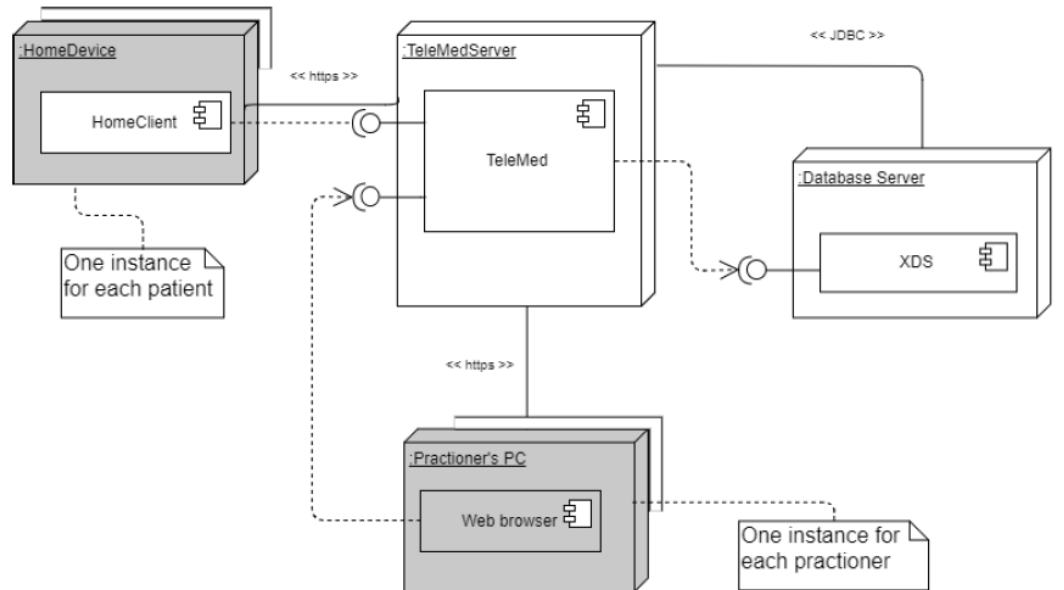 :HomeDevice
<< https >>
:TeleMedServer
<< JDBC >>
HomeClient
TeleMed
:Database Server
XDS
One instance
for each patient
<< https >>
:Practioner's PC
Web browser
One instance for
each practioner